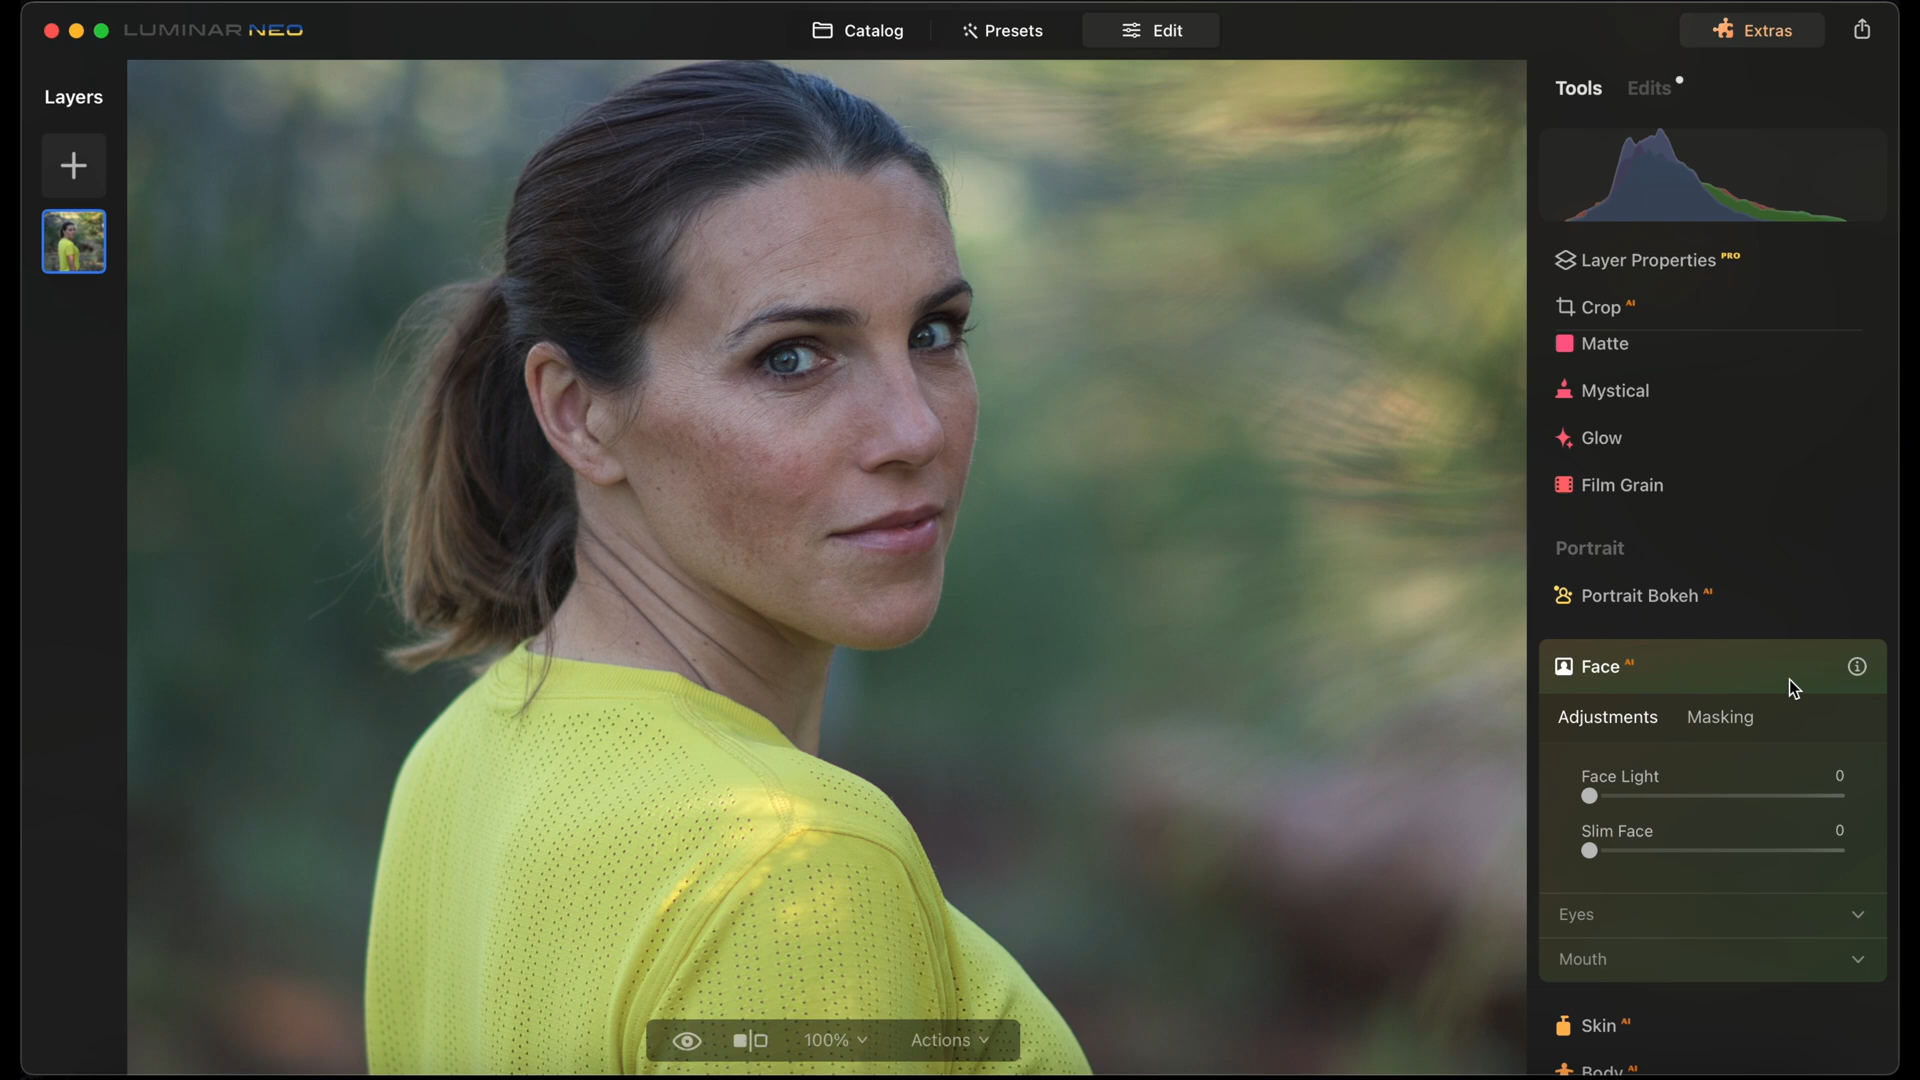 LUMINAR NEO
Catalog
Presets
Edit
Extras
Layers
Tools
Edits
Layer Properties PRO
Crop AI
Matte
Mystical
Glow
Film Grain
Portrait
Portrait Bokeh AI
Face AI
Adjustments
Masking
Face Light 0
Slim Face 0
Eyes
Mouth
Skin AI
Body AI
100%
Actions